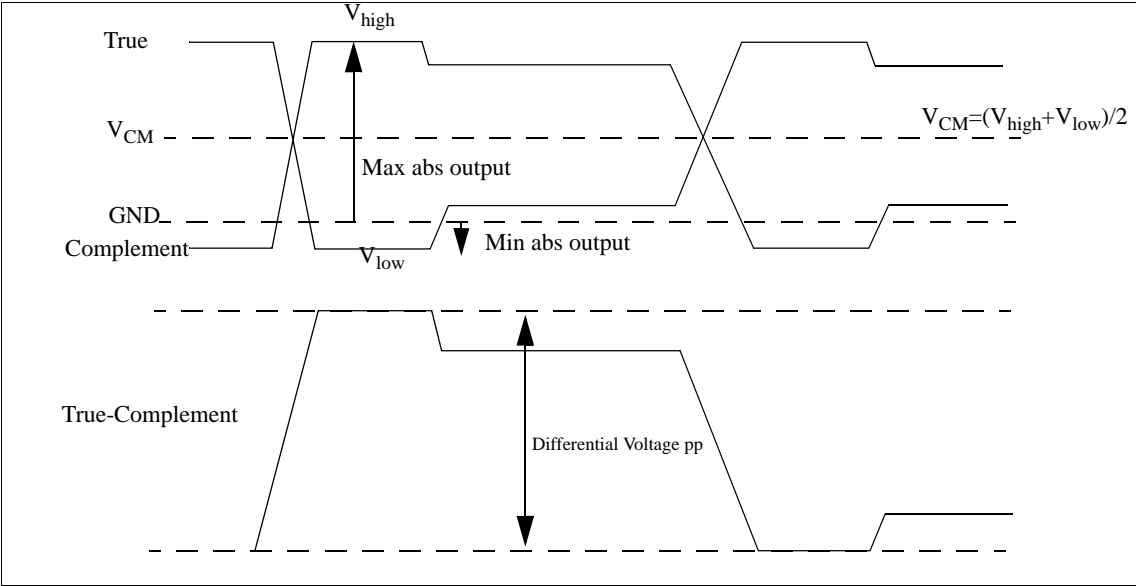 V_high
True
V_CM
V_CM=(V_high+V_low)/2
Max abs output
GND
Min abs output
Complement
V_low
True-Complement
Differential Voltage pp